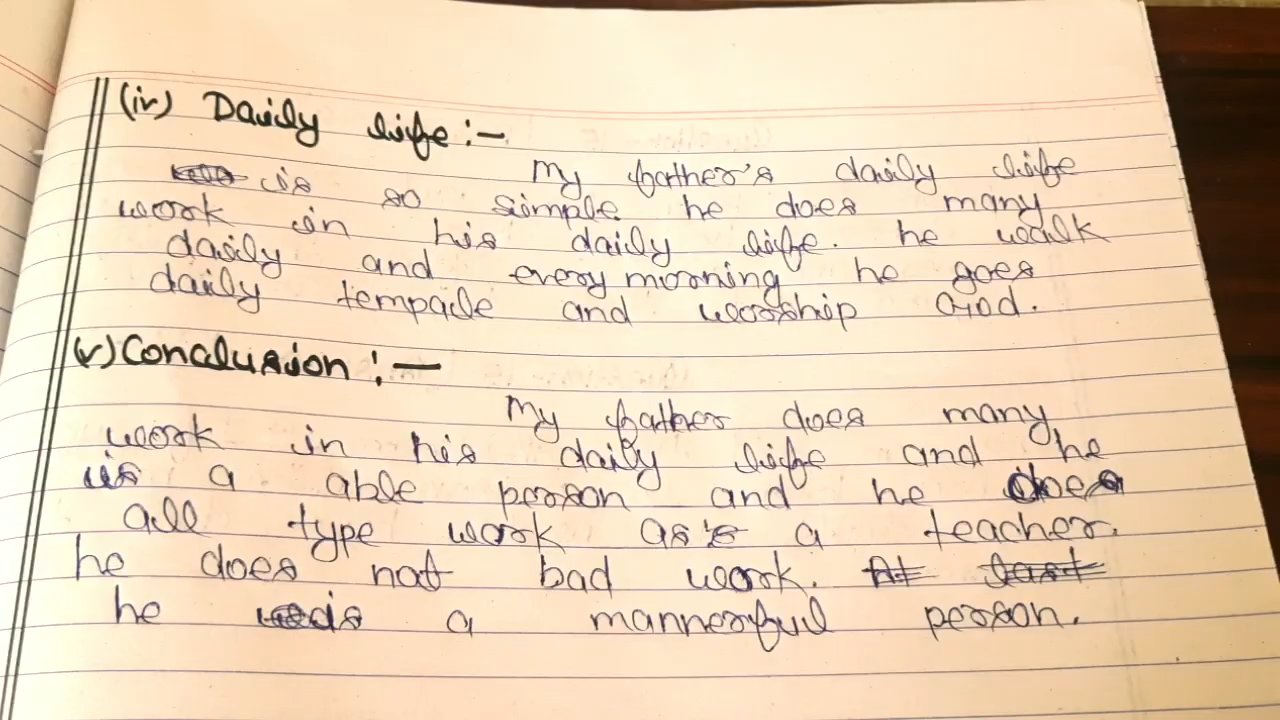 (iv) Daily life :-
My father's daily life
is so simple he does many
work in his daily life. he walk
daily and every morning he goes
daily tempale and worship God.
(v) Conclusion :-
My father does many
work in his daily life and he
is a able person and he does
all type work as a teacher.
he does not bad work. At last
he is a mannerful person.